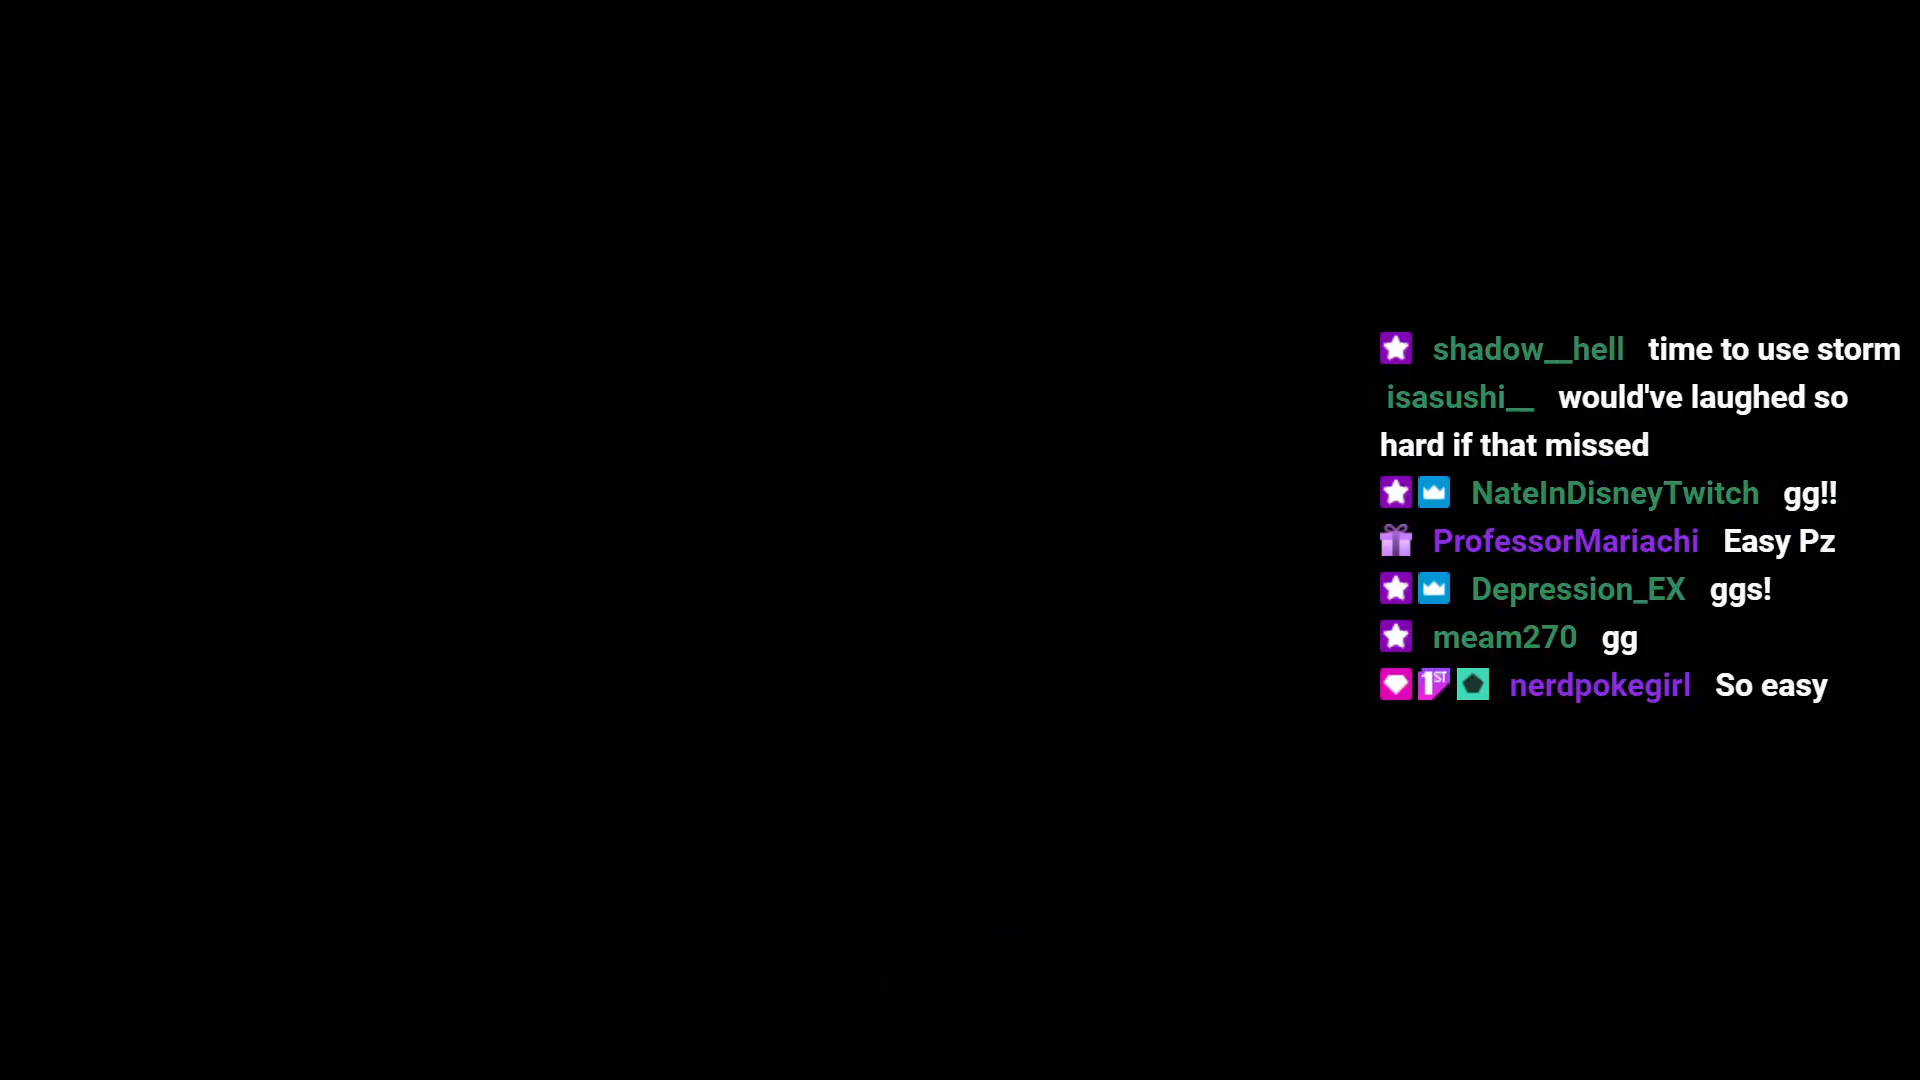 shadow__hell time to use storm
isasushi__ would've laughed so
hard if that missed
NateInDisneyTwitch gg!!
ProfessorMariachi Easy Pz
Depression_EX ggs!
meam270 gg
1ST nerdpokegirl So easy